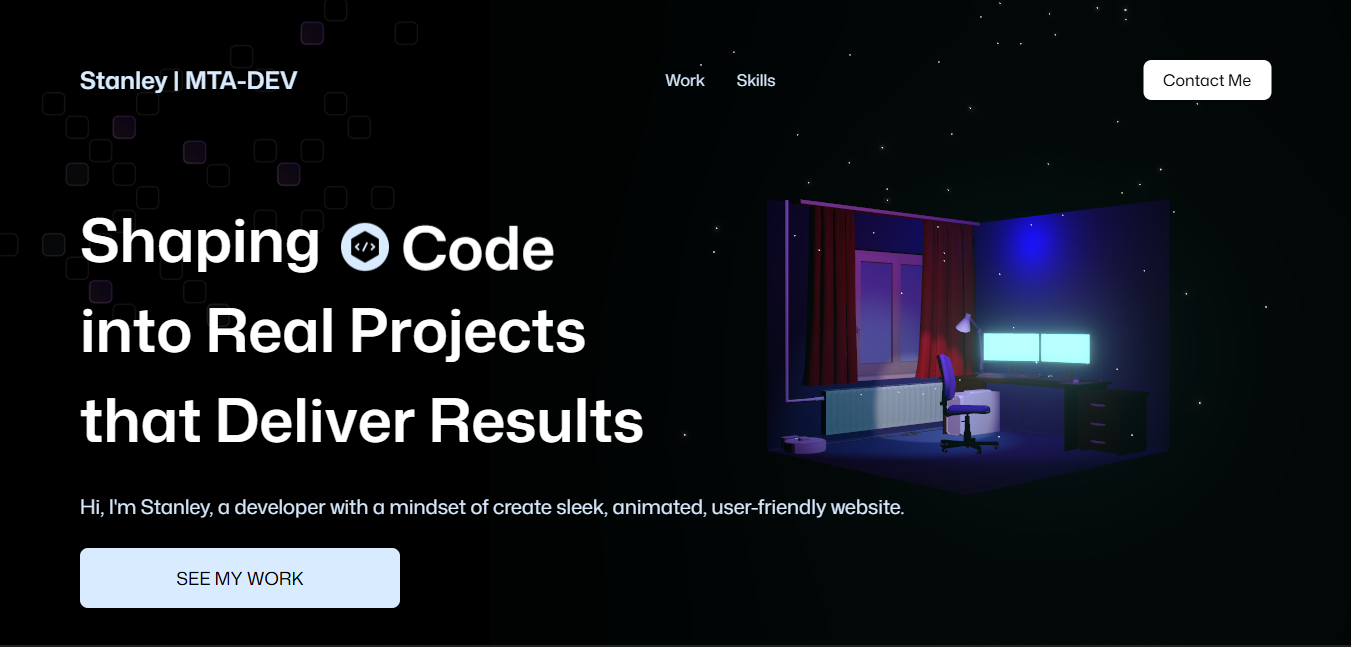 Stanley | MTA-DEV
Work
Skills
Contact Me
Shaping </> Code
into Real Projects
that Deliver Results
Hi, I'm Stanley, a developer with a mindset of create sleek, animated, user-friendly website.
SEE MY WORK